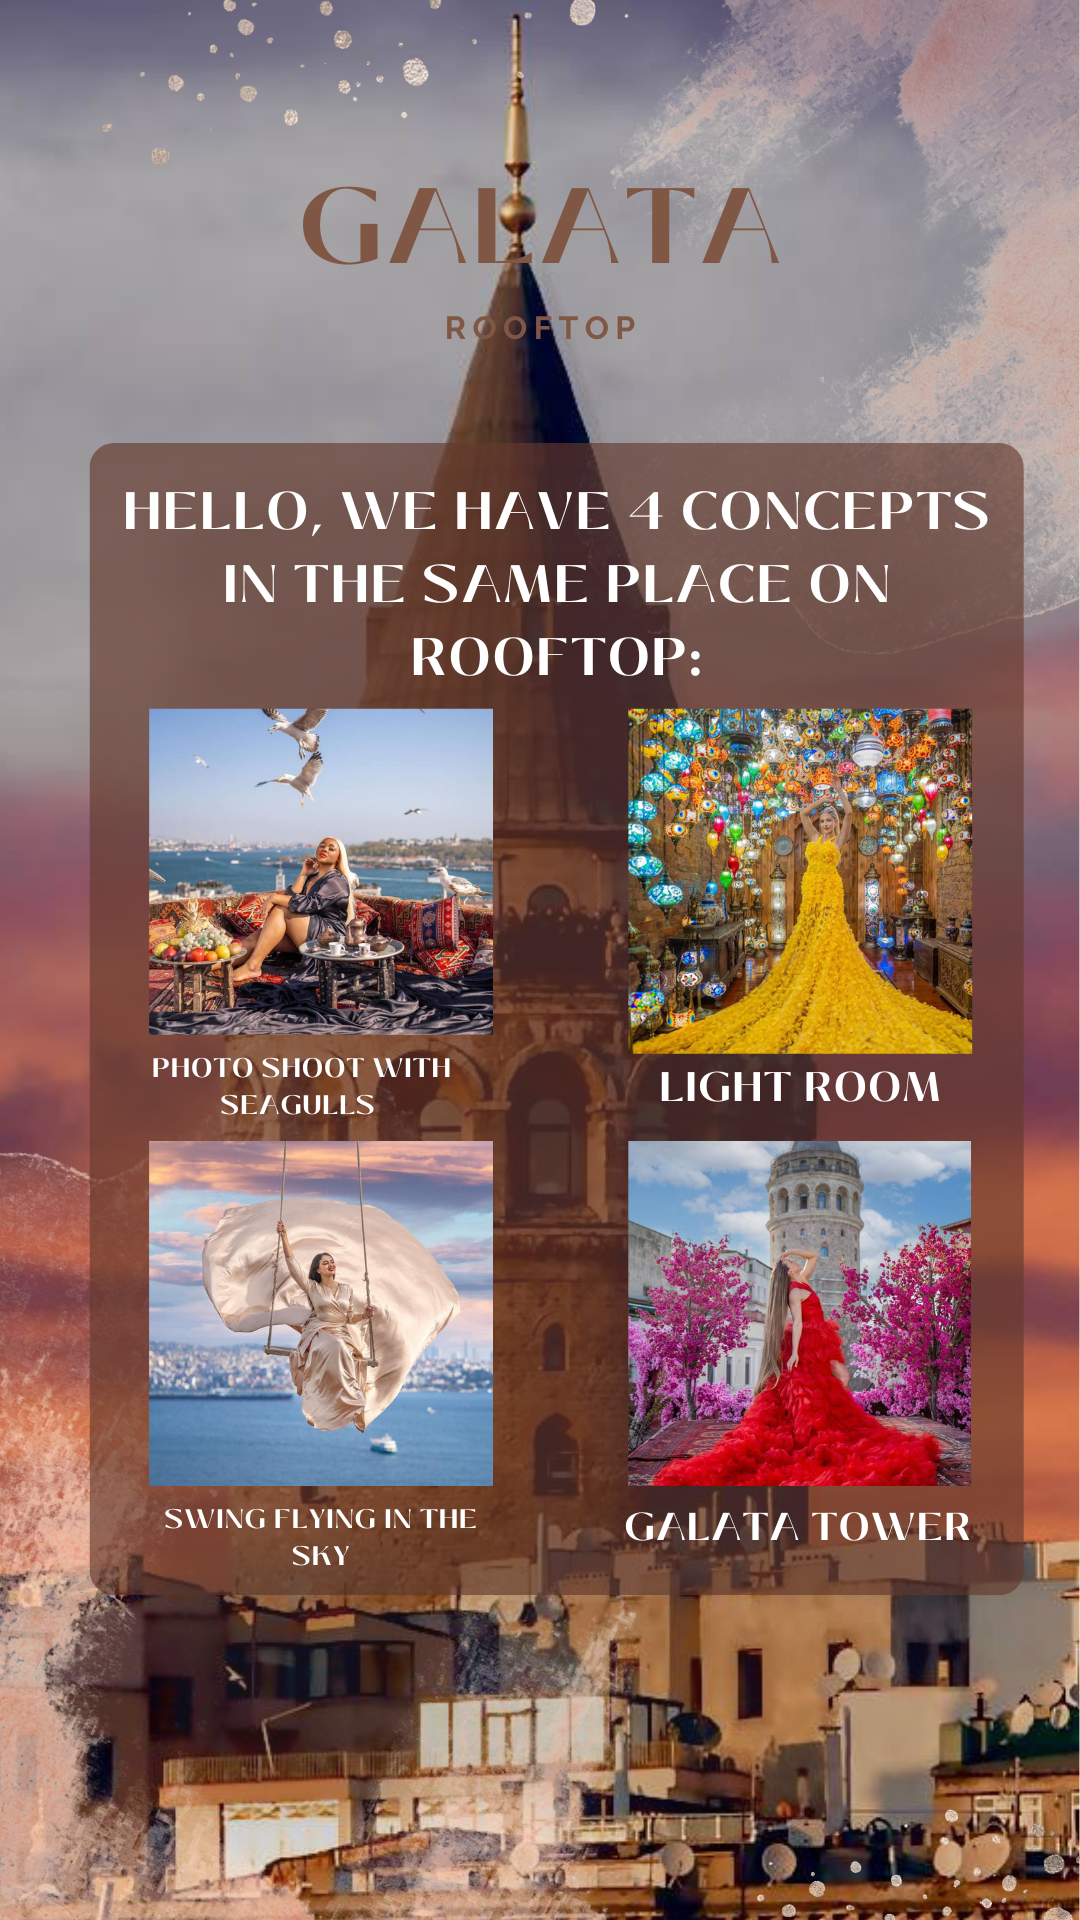 GALATA
ROOFTOP
HELLO, WE HAVE 4 CONCEPTS
IN THE SAME PLACE ON
ROOFTOP:
PHOTO SHOOT WITH
SEAGULLS
LIGHT ROOM
SWING FLYING IN THE
SKY
GALATA TOWER